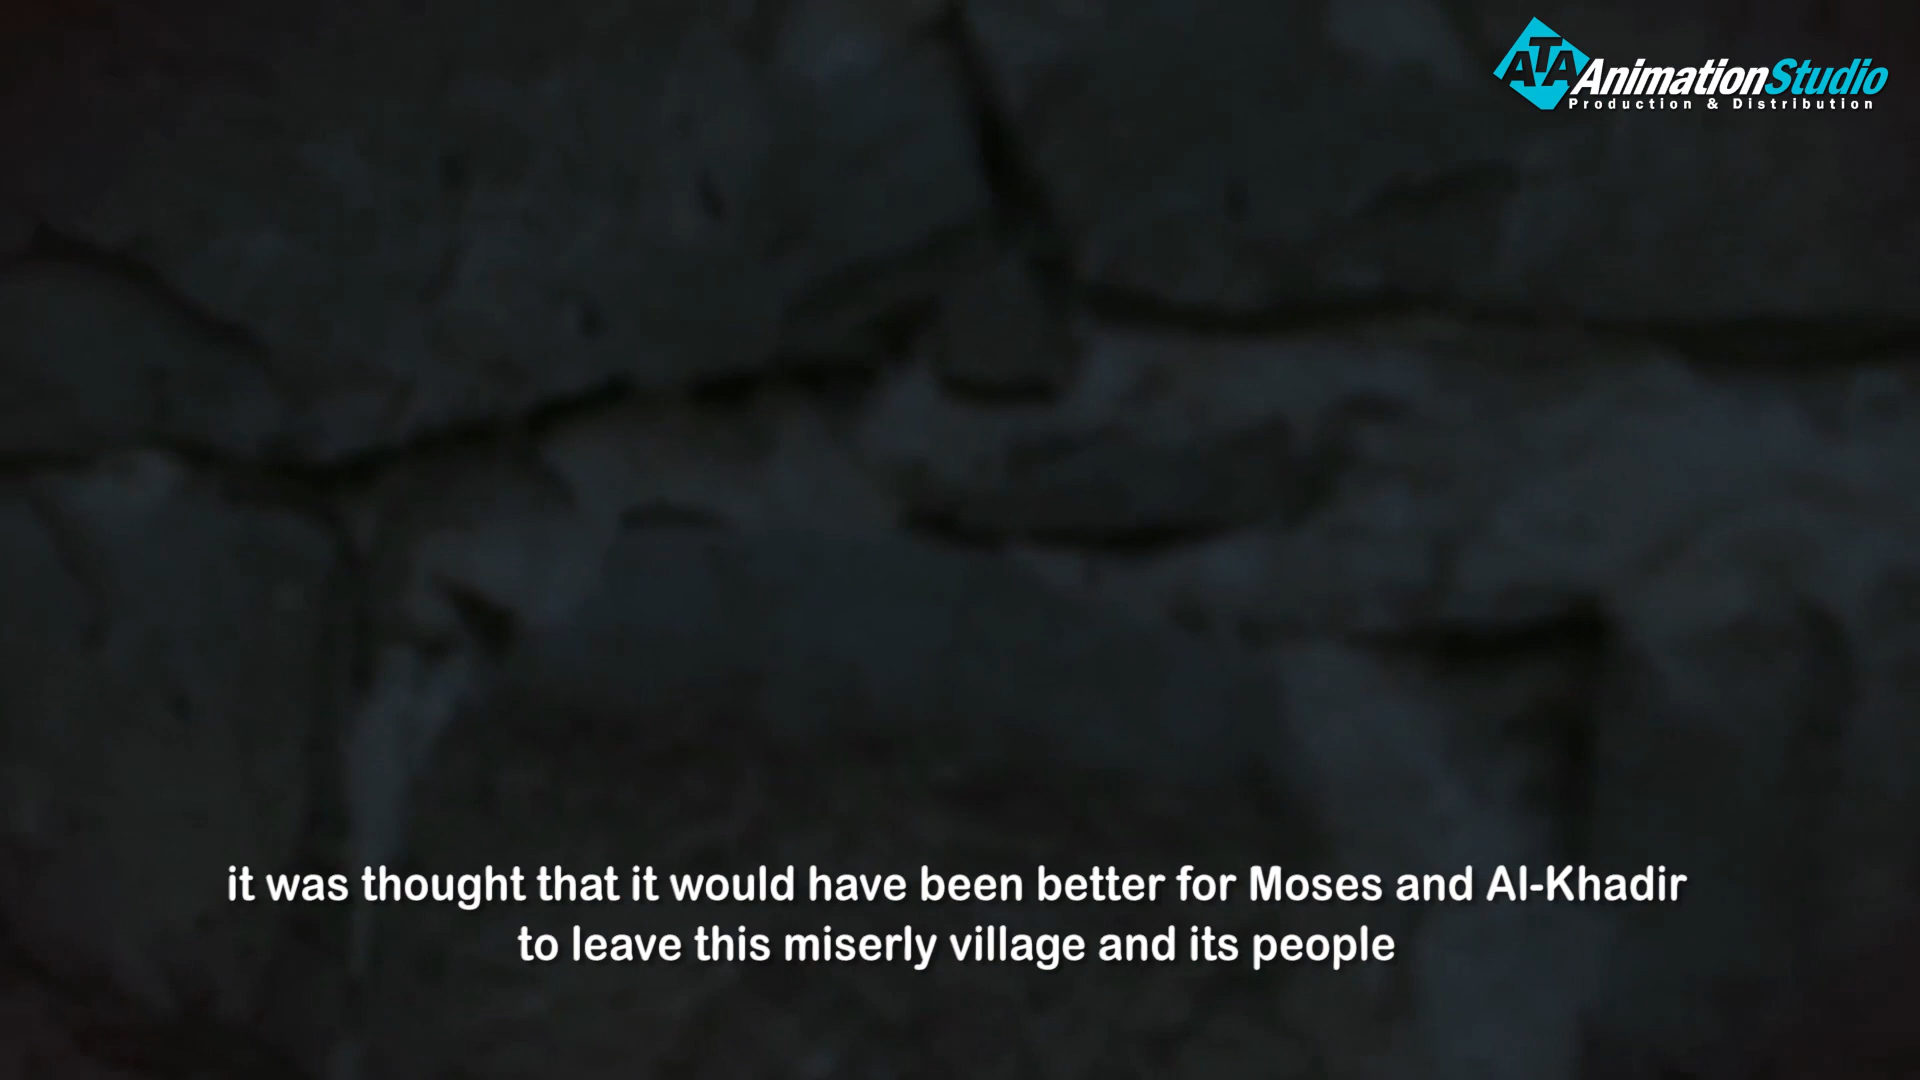 ATA AnimationStudio
Production & Distribution
it was thought that it would have been better for Moses and Al-Khadir
to leave this miserly village and its people